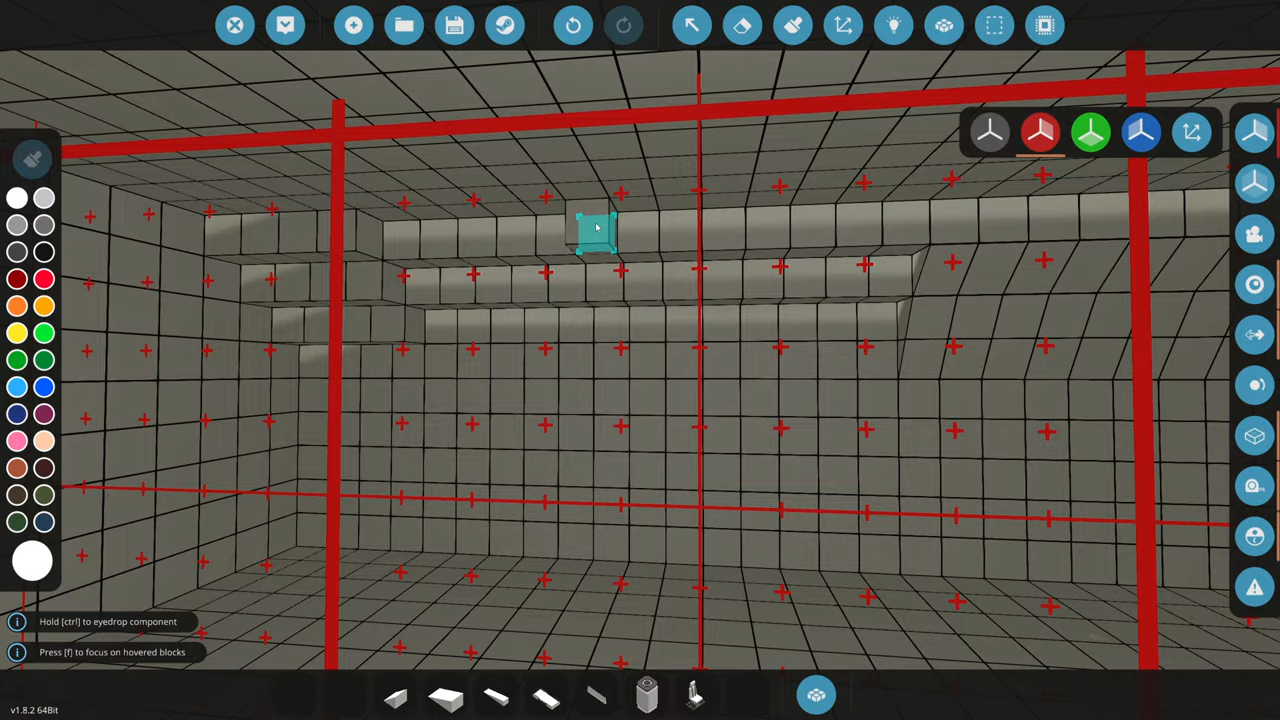 Hold [ctrl] to eyedrop component
Press [f] to focus on hovered blocks
v1.8.2 64Bit